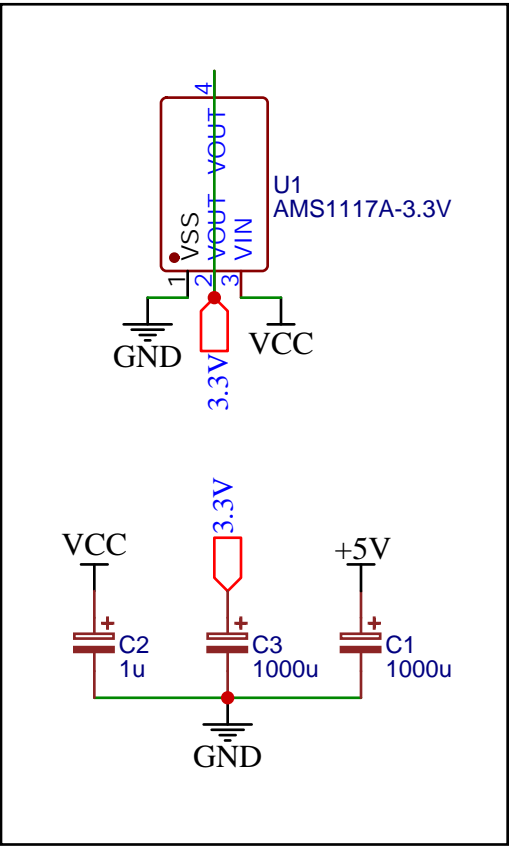 4
VOUT
VOUT
VSS
VIN
U1
AMS1117A-3.3V
1
2
3
GND
VCC
3.3V
3.3V
VCC
+5V
+
+
+
C2
1u
C3
1000u
C1
1000u
GND